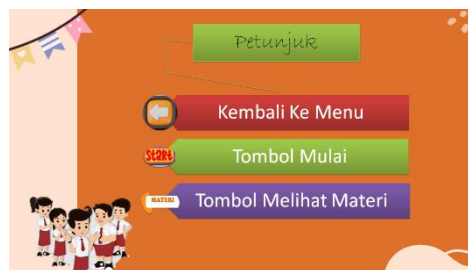 Petunjuk
Kembali Ke Menu
Start
Tombol Mulai
MATERI
Tombol Melihat Materi